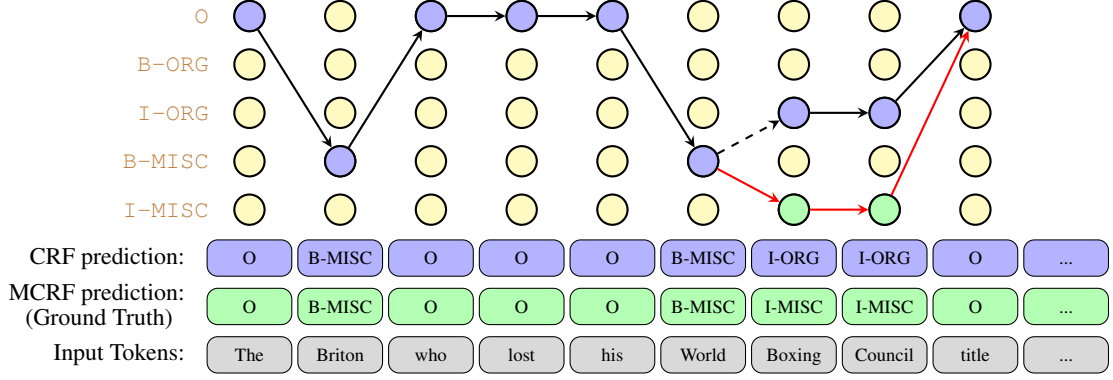 O
B-ORG
I-ORG
B-MISC
I-MISC
CRF prediction: O B-MISC O O O B-MISC I-ORG I-ORG O ...
MCRF prediction:
(Ground Truth) O B-MISC O O O B-MISC I-MISC I-MISC O ...
Input Tokens: The Briton who lost his World Boxing Council title ...